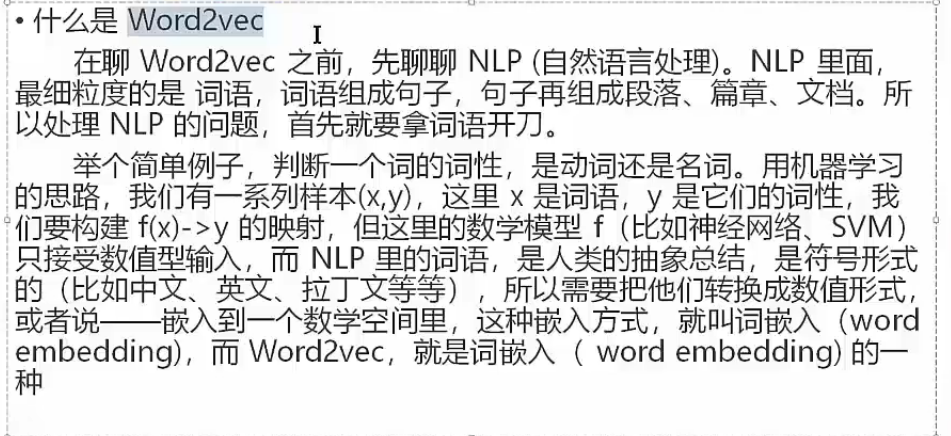 • 什么是 Word2vec
在聊 Word2vec 之前，先聊聊 NLP (自然语言处理)。NLP 里面，
最细粒度的是 词语，词语组成句子，句子再组成段落、篇章、文档。所
以处理 NLP 的问题，首先就要拿词语开刀。
举个简单例子，判断一个词的词性，是动词还是名词。用机器学习
的思路，我们有一系列样本(x,y)，这里 x 是词语，y 是它们的词性，我
们要构建 f(x)->y 的映射，但这里的数学模型 f（比如神经网络、SVM）
只接受数值型输入，而 NLP 里的词语，是人类的抽象总结，是符号形式
的（比如中文、英文、拉丁文等等），所以需要把他们转换成数值形式，
或者说——嵌入到一个数学空间里，这种嵌入方式，就叫词嵌入（word
embedding)，而 Word2vec，就是词嵌入（ word embedding) 的一
种